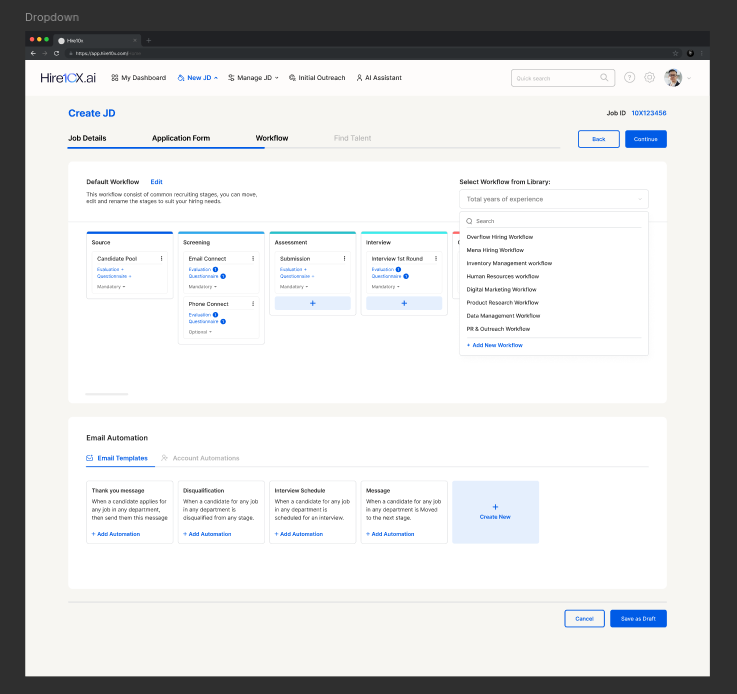 Dropdown
Hire10x
https://app.hire10x.com/home
Hire1OX.ai
My Dashboard
New JD
Manage JD
Initial Outreach
AI Assistant
Quick search
Create JD
Job ID 10X123456
Job Details
Application Form
Workflow
Find Talent
Back
Continue
Default Workflow Edit
This workflow consist of common recruiting stages, you can move,
edit and rename the stages to suit your hiring needs.
Select Workflow from Library:
Total years of experience
Search
Overflow Hiring Workflow
Mens Hiring Workflow
Inventory Management workflow
Human Resources workflow
Digital Marketing Workflow
Product Research Workflow
Data Management Workflow
PR & Outreach Workflow
+ Add New Workflow
Source
Candidate Pool
Evaluation +
Questionnaire +
Mandatory
Screening
Email Connect
Evaluation 1
Questionnaire 1
Mandatory
Phone Connect
Evaluation 1
Questionnaire 1
Optional
Assessment
Submission
Evaluation +
Questionnaire +
Mandatory
+
Interview
Interview 1st Round
Evaluation 1
Questionnaire 1
Mandatory
+
Email Automation
Email Templates
Account Automations
Thank you message
When a candidate applies for
any job in any department,
then send them this message
+ Add Automation
Disqualification
When a candidate for any job
in any department is
disqualified from any stage.
+ Add Automation
Interview Schedule
When a candidate for any job
in any department is
scheduled for an interview.
+ Add Automation
Message
When a candidate for any job
in any department is Moved
to the next stage.
+ Add Automation
+
Create New
Cancel
Save as Draft